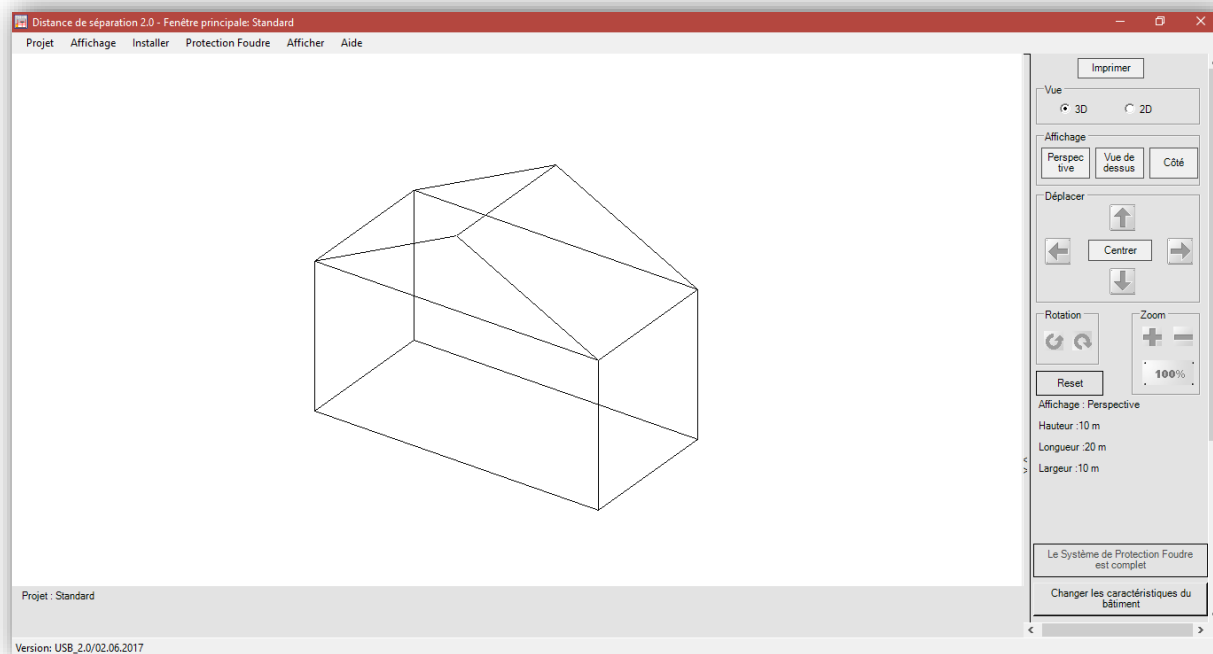 Distance de séparation 2.0 - Fenêtre principale: Standard
Projet Affichage Installer Protection Foudre Afficher Aide
Imprimer
Vue
3D 2D
Affichage
Perspec
tive
Vue de
dessus
Côté
Déplacer
Centrer
Rotation
Zoom
100%
Reset
Affichage : Perspective
Hauteur :10 m
Longueur :20 m
Largeur :10 m
<
>
Le Système de Protection Foudre
est complet
Changer les caractéristiques du
bâtiment
Projet : Standard
Version: USB_2.0/02.06.2017